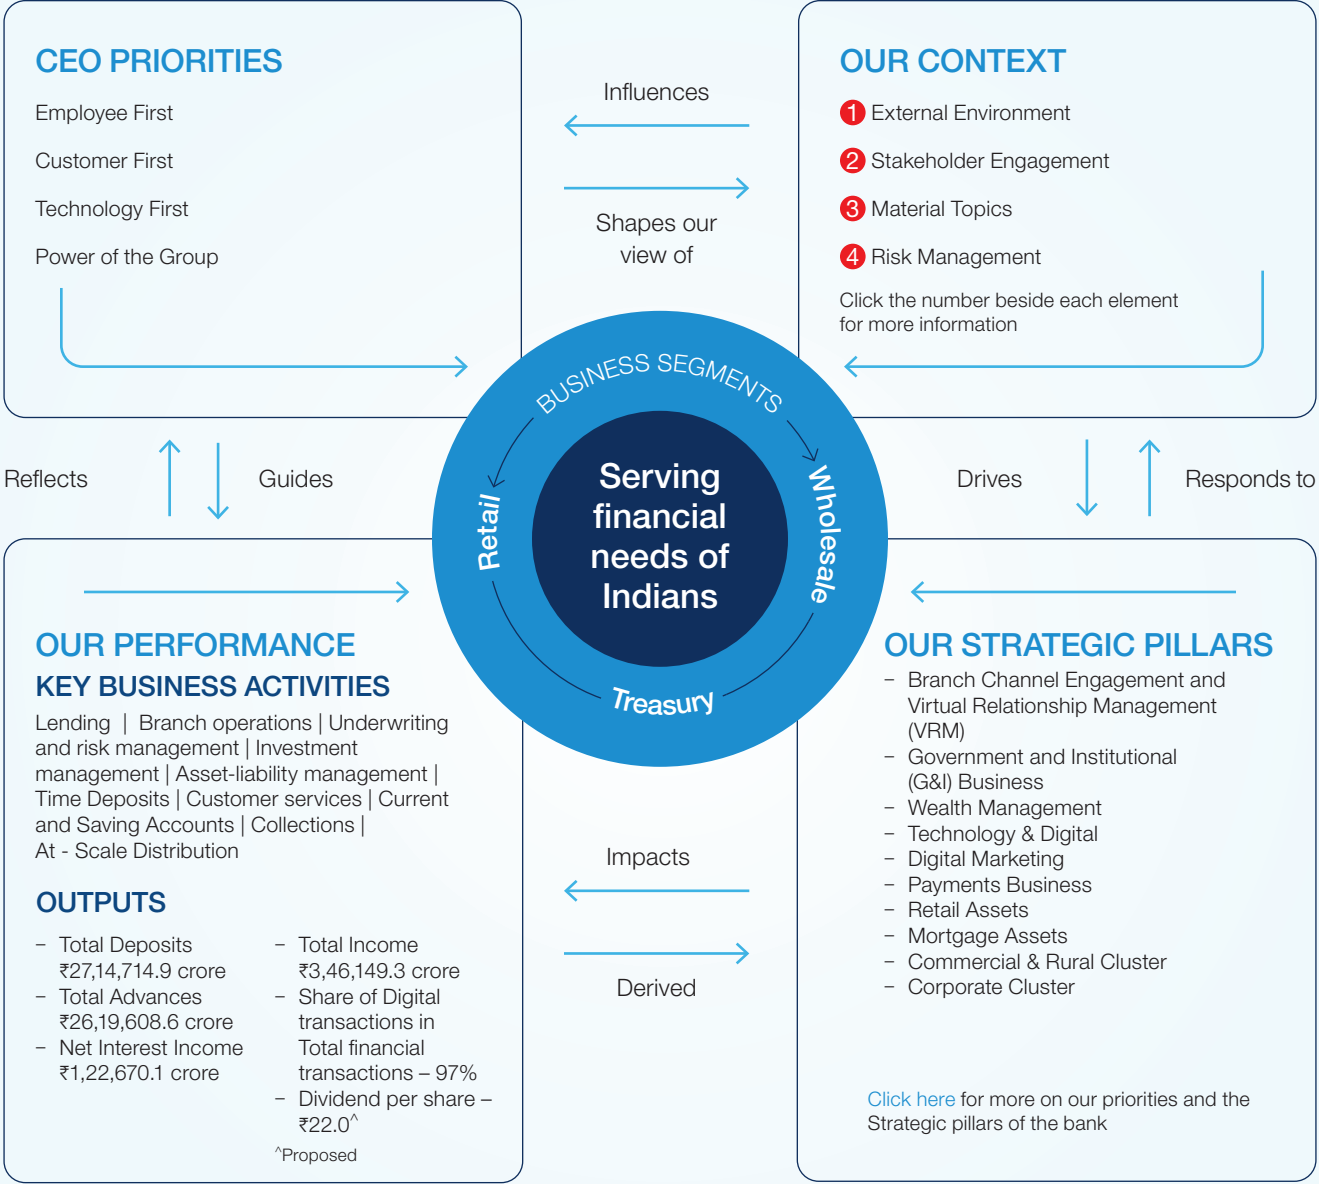 CEO PRIORITIES
Employee First
Customer First
Technology First
Power of the Group
Influences
Shapes our
view of
OUR CONTEXT
1 External Environment
2 Stakeholder Engagement
3 Material Topics
4 Risk Management
Click the number beside each element
for more information
BUSINESS SEGMENTS
Retail
Wholesale
Treasury
Serving
financial
needs of
Indians
Reflects
Guides
Drives
Responds to
OUR PERFORMANCE
KEY BUSINESS ACTIVITIES
Lending | Branch operations | Underwriting
and risk management | Investment
management | Asset-liability management |
Time Deposits | Customer services | Current
and Saving Accounts | Collections |
At - Scale Distribution
OUTPUTS
– Total Deposits
₹27,14,714.9 crore
– Total Advances
₹26,19,608.6 crore
– Net Interest Income
₹1,22,670.1 crore
– Total Income
₹3,46,149.3 crore
– Share of Digital
transactions in
Total financial
transactions – 97%
– Dividend per share –
₹22.0^
^Proposed
Impacts
Derived
OUR STRATEGIC PILLARS
– Branch Channel Engagement and
Virtual Relationship Management
(VRM)
– Government and Institutional
(G&I) Business
– Wealth Management
– Technology & Digital
– Digital Marketing
– Payments Business
– Retail Assets
– Mortgage Assets
– Commercial & Rural Cluster
– Corporate Cluster
Click here for more on our priorities and the
Strategic pillars of the bank